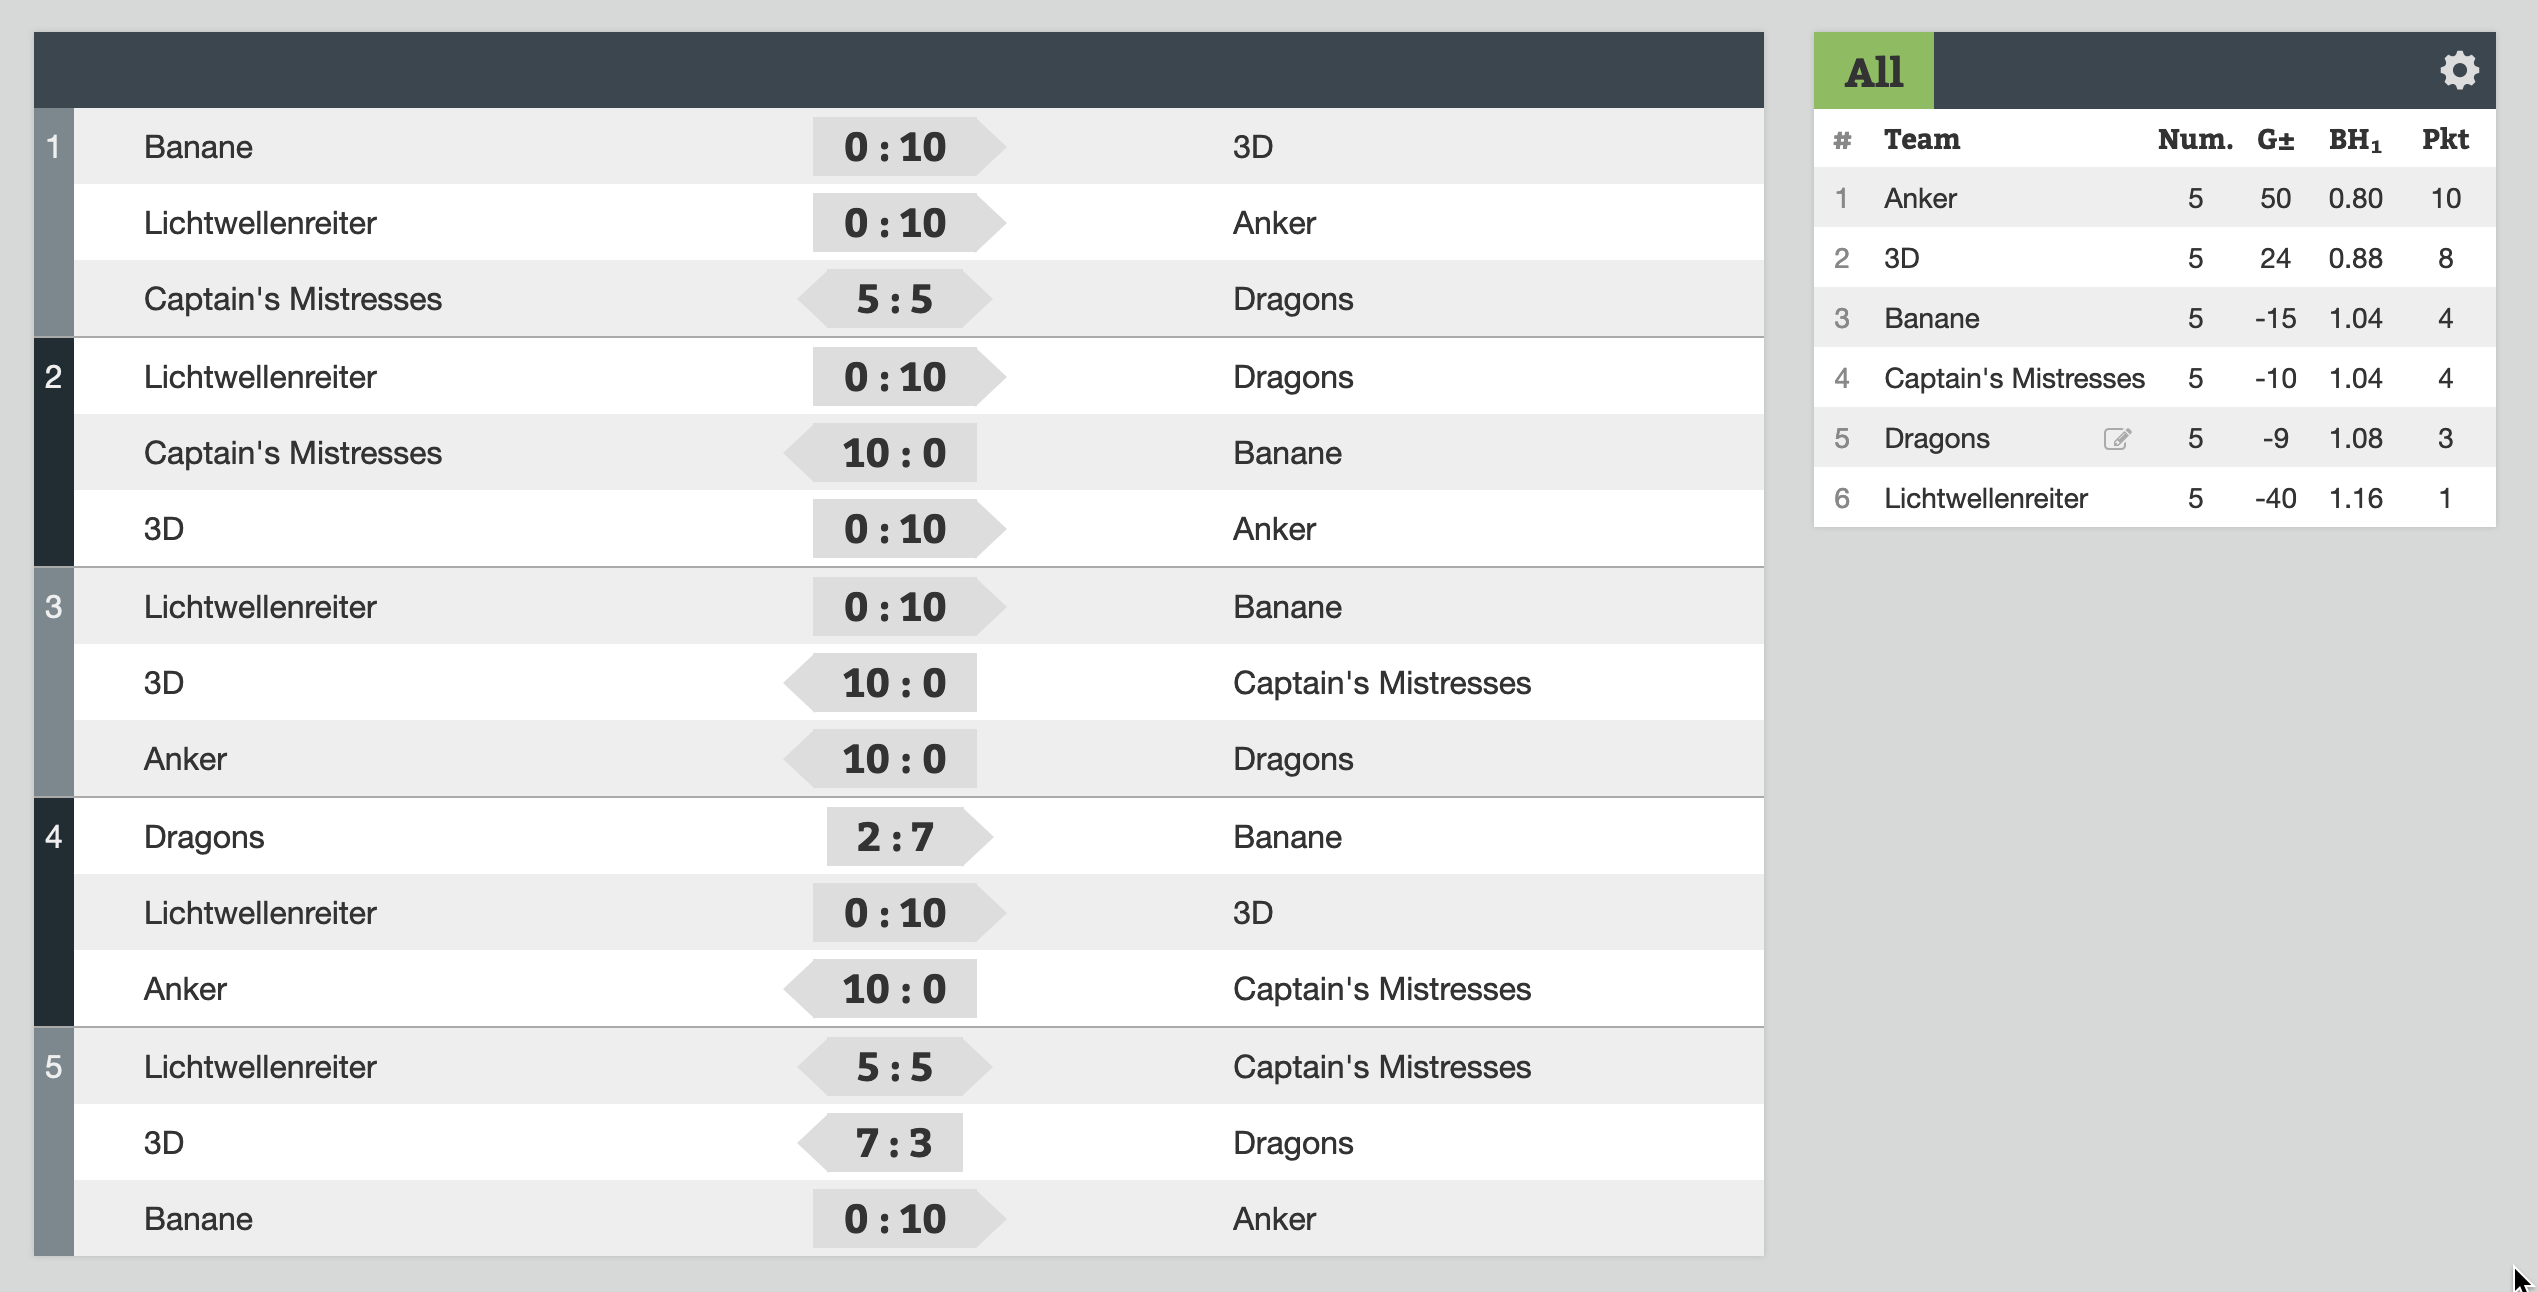 1 Banane 0 : 10 3D
Lichtwellenreiter 0 : 10 Anker
Captain's Mistresses 5 : 5 Dragons
2 Lichtwellenreiter 0 : 10 Dragons
Captain's Mistresses 10 : 0 Banane
3D 0 : 10 Anker
3 Lichtwellenreiter 0 : 10 Banane
3D 10 : 0 Captain's Mistresses
Anker 10 : 0 Dragons
4 Dragons 2 : 7 Banane
Lichtwellenreiter 0 : 10 3D
Anker 10 : 0 Captain's Mistresses
5 Lichtwellenreiter 5 : 5 Captain's Mistresses
3D 7 : 3 Dragons
Banane 0 : 10 Anker
All
# Team Num. G± BH₁ Pkt
1 Anker 5 50 0.80 10
2 3D 5 24 0.88 8
3 Banane 5 -15 1.04 4
4 Captain's Mistresses 5 -10 1.04 4
5 Dragons 5 -9 1.08 3
6 Lichtwellenreiter 5 -40 1.16 1